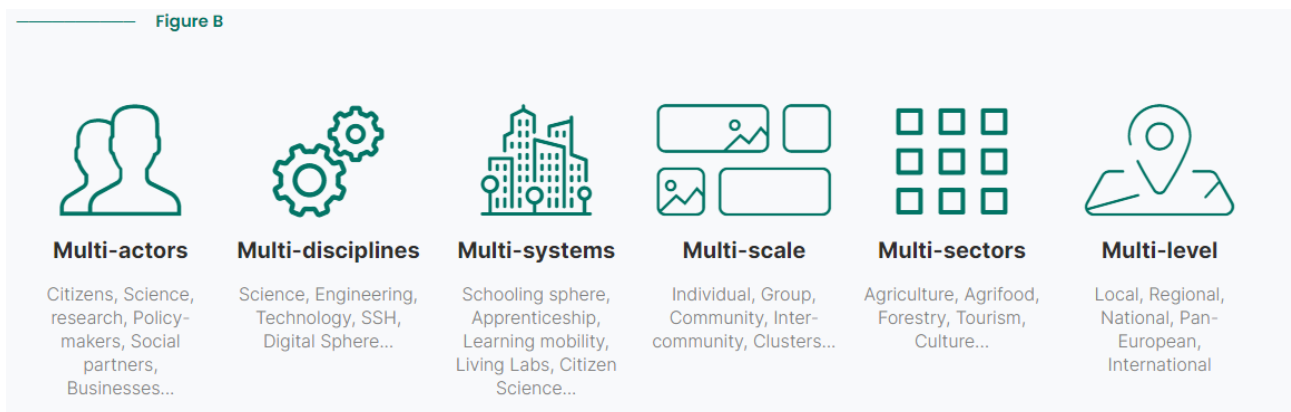 Figure B
Multi-actors
Citizens, Science,
research, Policy-
makers, Social
partners,
Businesses...
Multi-disciplines
Science, Engineering,
Technology, SSH,
Digital Sphere...
Multi-systems
Schooling sphere,
Apprenticeship,
Learning mobility,
Living Labs, Citizen
Science...
Multi-scale
Individual, Group,
Community, Inter-
community, Clusters...
Multi-sectors
Agriculture, Agrifood,
Forestry, Tourism,
Culture...
Multi-level
Local, Regional,
National, Pan-
European,
International